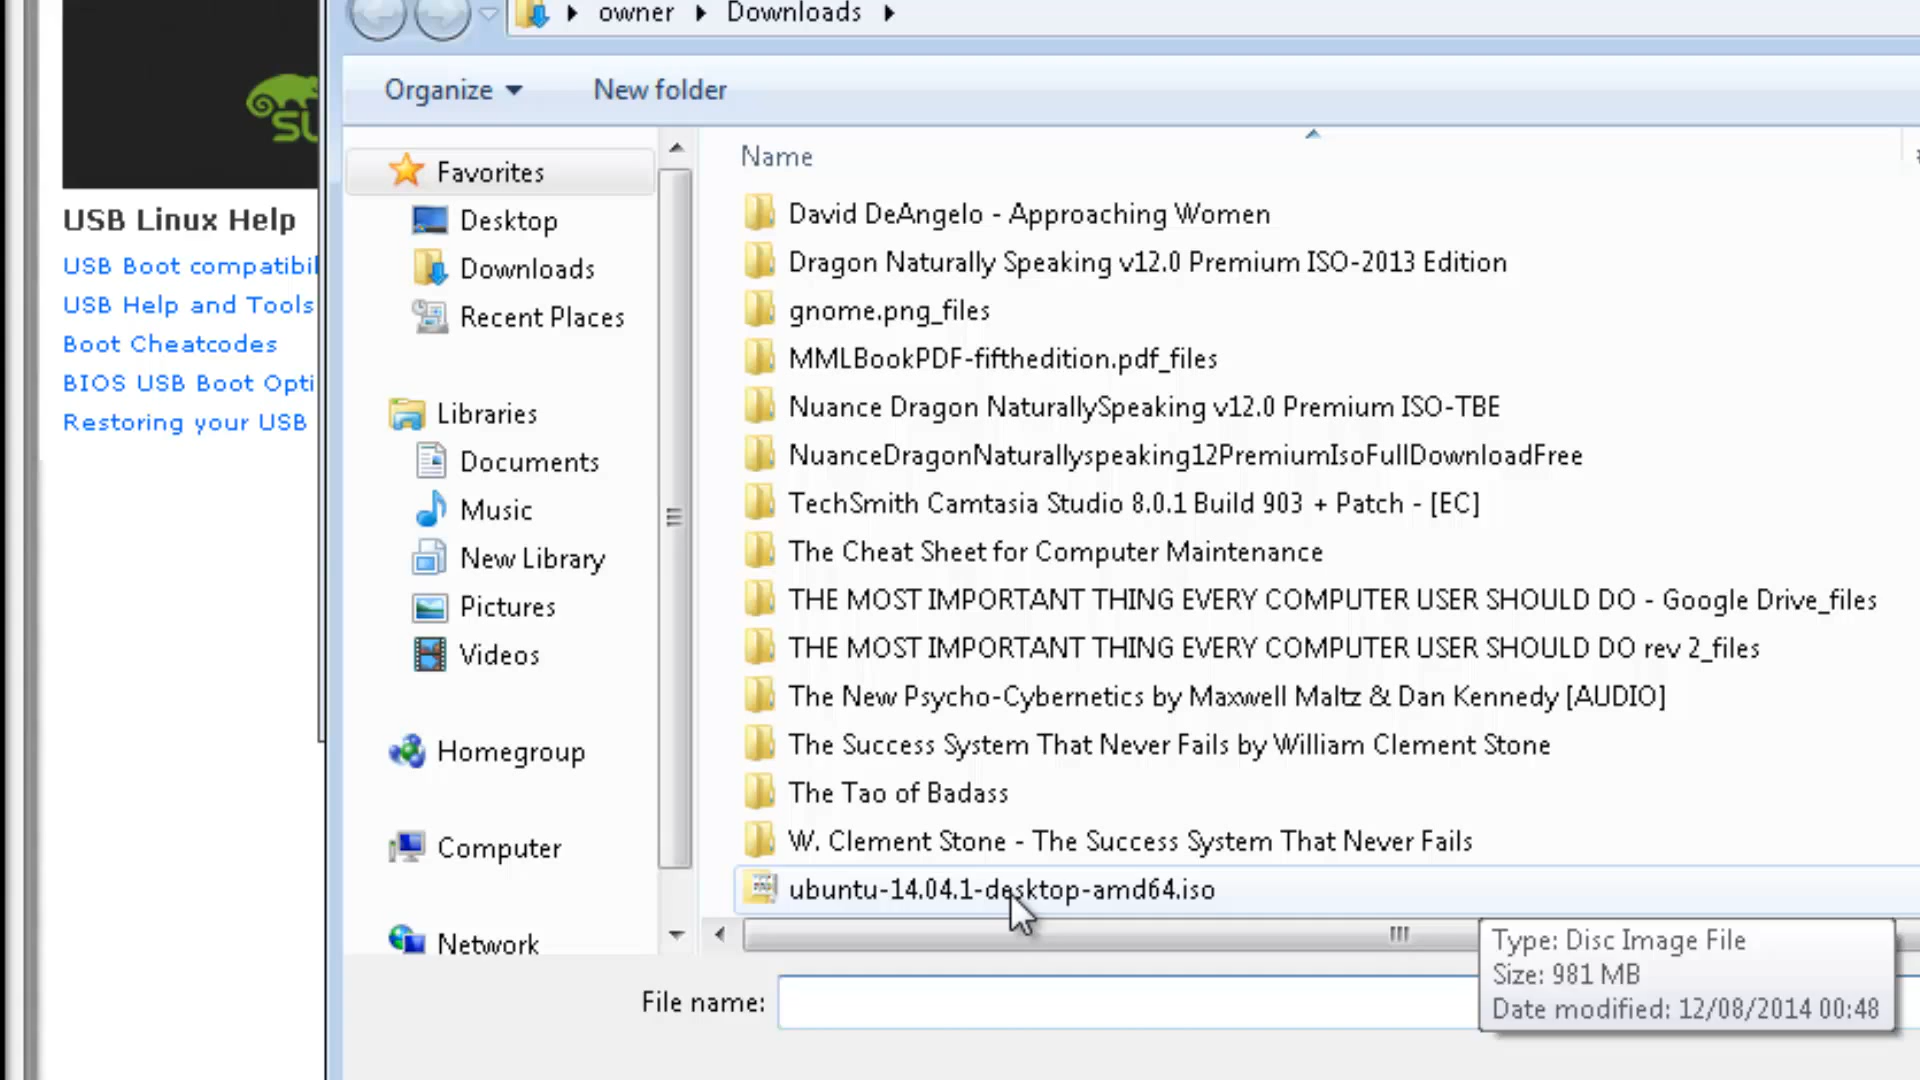 owner
Downloads
Organize
New folder
SU
USB Linux Help
USB Boot compatibil
USB Help and Tools
Boot Cheatcodes
BIOS USB Boot Opti
Restoring your USB
Favorites
Desktop
Downloads
Recent Places
Libraries
Documents
Music
New Library
Pictures
Videos
Homegroup
Computer
Network
Name
David DeAngelo - Approaching Women
Dragon Naturally Speaking v12.0 Premium ISO-2013 Edition
gnome.png_files
MMLBookPDF-fifthedition.pdf_files
Nuance Dragon NaturallySpeaking v12.0 Premium ISO-TBE
NuanceDragonNaturallyspeaking12PremiumIsoFullDownloadFree
TechSmith Camtasia Studio 8.0.1 Build 903 + Patch - [EC]
The Cheat Sheet for Computer Maintenance
THE MOST IMPORTANT THING EVERY COMPUTER USER SHOULD DO - Google Drive_files
THE MOST IMPORTANT THING EVERY COMPUTER USER SHOULD DO rev 2_files
The New Psycho-Cybernetics by Maxwell Maltz & Dan Kennedy [AUDIO]
The Success System That Never Fails by William Clement Stone
The Tao of Badass
W. Clement Stone - The Success System That Never Fails
ubuntu-14.04.1-desktop-amd64.iso
Type: Disc Image File
Size: 981 MB
Date modified: 12/08/2014 00:48
File name: